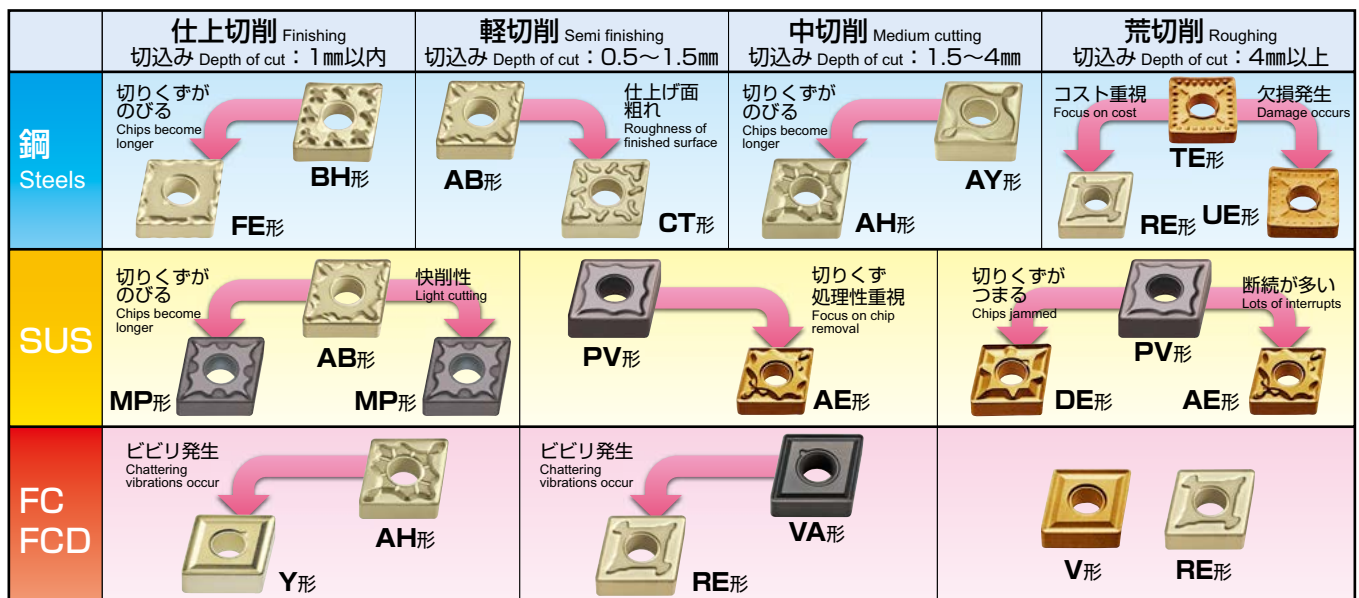 仕上切削 Finishing
切込み Depth of cut：1㎜以内
軽切削 Semi finishing
切込み Depth of cut：0.5〜1.5㎜
中切削 Medium cutting
切込み Depth of cut：1.5〜4㎜
荒切削 Roughing
切込み Depth of cut：4㎜以上
鋼
Steels
切りくずが
のびる
Chips become
longer
BH形
FE形
AB形
仕上げ面
粗れ
Roughness of
finished surface
CT形
切りくずが
のびる
Chips become
longer
AY形
AH形
コスト重視
Focus on cost
欠損発生
Damage occurs
TE形
RE形
UE形
SUS
切りくずが
のびる
Chips become
longer
快削性
Light cutting
AB形
MP形
MP形
PV形
切りくず
処理性重視
Focus on chip
removal
AE形
切りくずが
つまる
Chips jammed
断続が多い
Lots of interrupts
PV形
DE形
AE形
FC
FCD
ビビリ発生
Chattering
vibrations occur
AH形
Y形
ビビリ発生
Chattering
vibrations occur
VA形
RE形
V形
RE形